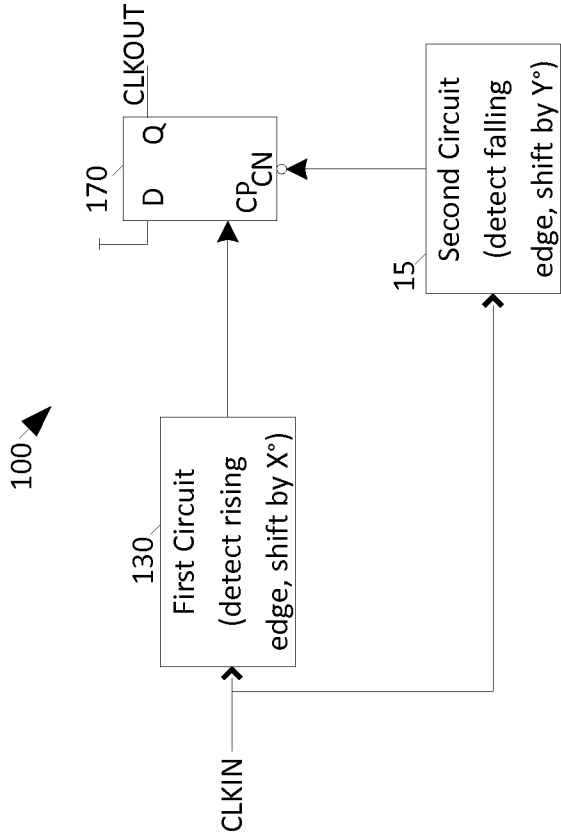 100
CLKIN
130
First Circuit
(detect rising
edge, shift by X°)
170
D Q
CP
CN
CLKOUT
15
Second Circuit
(detect falling
edge, shift by Y°)